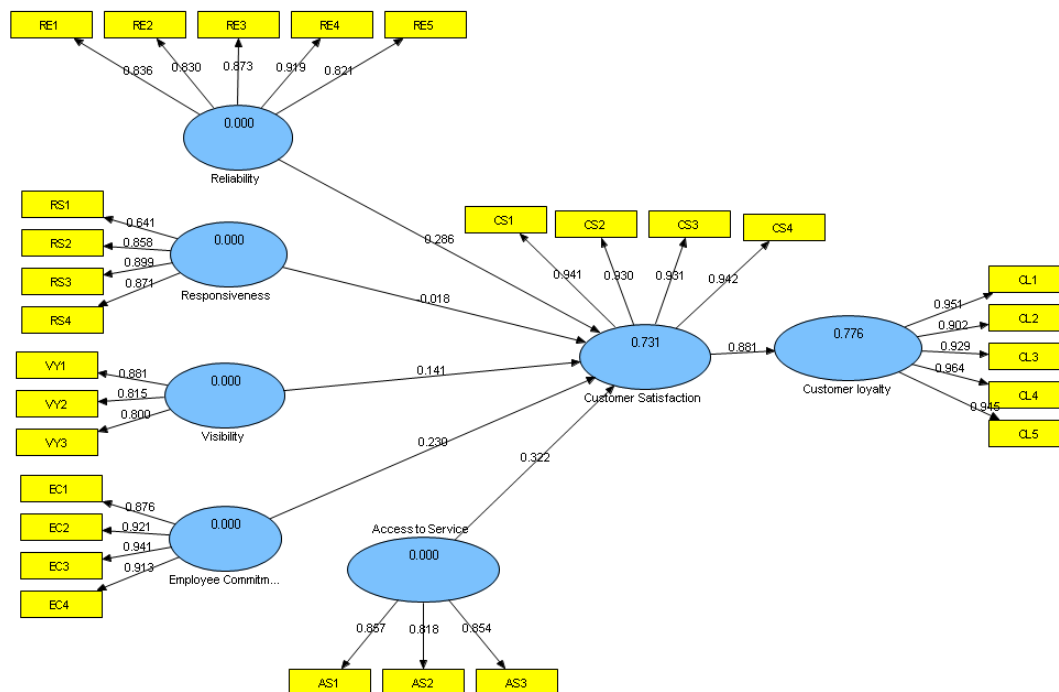 RE1 RE2 RE3 RE4 RE5
0.836 0.830 0.873 0.919 0.821
0.000
Reliability
RS1
RS2
RS3
RS4
0.641
0.858
0.899
0.871
0.000
Responsiveness
VY1
VY2
VY3
0.881
0.815
0.800
0.000
Visibility
EC1
EC2
EC3
EC4
0.876
0.921
0.941
0.913
0.000
Employee Commitm...
Access to Service
0.000
0.857 0.818 0.854
AS1 AS2 AS3
0.286
-0.018
0.141
0.230
0.322
CS1 CS2 CS3 CS4
0.941 0.930 0.931 0.942
0.731
Customer Satisfaction
0.881
0.776
Customer loyalty
0.951
0.902
0.929
0.964
0.945
CL1
CL2
CL3
CL4
CL5